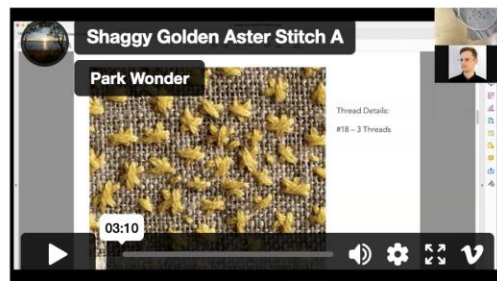 Shaggy Golden Aster Stitch A
Park Wonder
Thread Details:
#18 – 3 Threads
03:10